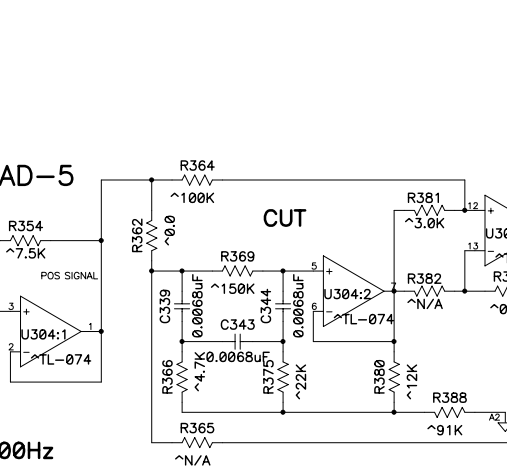 AD-5
R364
^100K
CUT
R381
^3.0K
12
+
R354
^7.5K
R362
^0.0
13
-
POS SIGNAL
R369
^150K
5
+
7
R382
^N/A
C339
0.0068uF
C344
0.0068uF
6
-
U304:2
^TL-074
3
+
U304:1
1
2
-
^TL-074
C343
0.0068uF
R366
^4.7K
R375
^22K
R380
^12K
R388
^91K
A2
R365
^N/A
00Hz